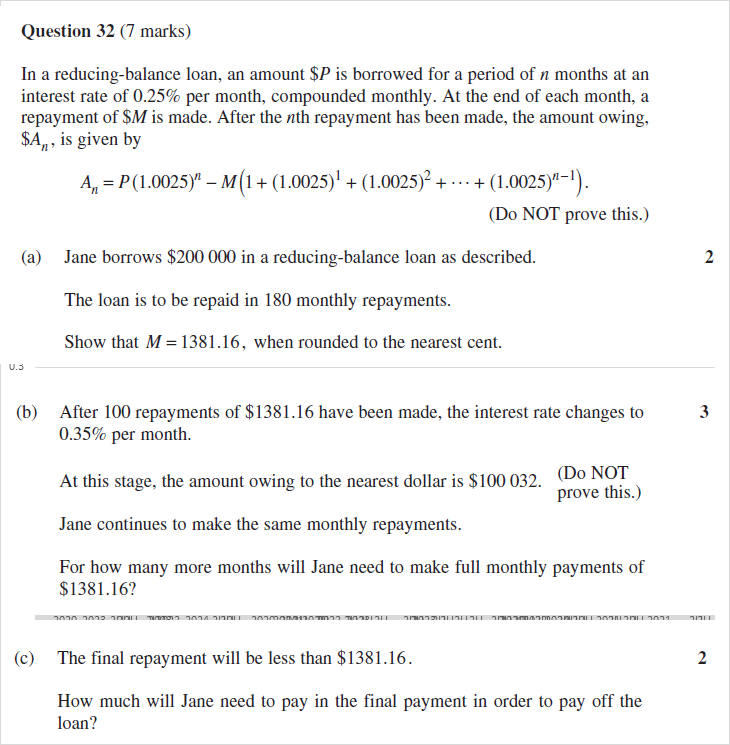 Question 32 (7 marks)
In a reducing-balance loan, an amount $P is borrowed for a period of n months at an
interest rate of 0.25% per month, compounded monthly. At the end of each month, a
repayment of $M is made. After the nth repayment has been made, the amount owing,
$Aₙ, is given by
Aₙ = P(1.0025)ⁿ – M(1 + (1.0025)¹ + (1.0025)² + ⋯ + (1.0025)ⁿ⁻¹).
(Do NOT prove this.)
(a) Jane borrows $200 000 in a reducing-balance loan as described. 2
The loan is to be repaid in 180 monthly repayments.
Show that M = 1381.16, when rounded to the nearest cent.
(b) After 100 repayments of $1381.16 have been made, the interest rate changes to 3
0.35% per month.
At this stage, the amount owing to the nearest dollar is $100 032. (Do NOT
prove this.)
Jane continues to make the same monthly repayments.
For how many more months will Jane need to make full monthly payments of
$1381.16?
(c) The final repayment will be less than $1381.16. 2
How much will Jane need to pay in the final payment in order to pay off the
loan?